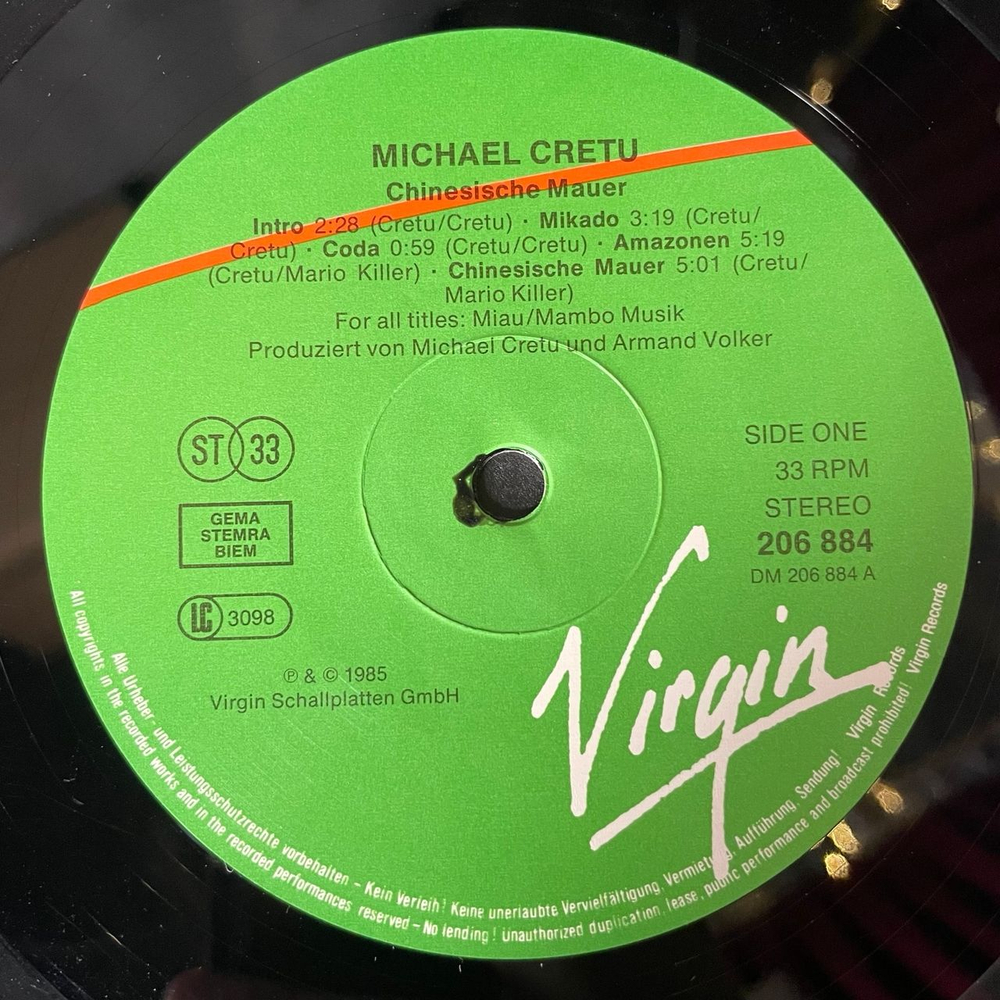 MICHAEL CRETU
Chinesische Mauer
Intro 2:28 (Cretu/Cretu) · Mikado 3:19 (Cretu/
Cretu) · Coda 0:59 (Cretu/Cretu) · Amazonen 5:19
(Cretu/Mario Killer) · Chinesische Mauer 5:01 (Cretu/
Mario Killer)
For all titles: Miau/Mambo Musik
Produziert von Michael Cretu und Armand Volker
ST 33
GEMA
STEMRA
BIEM
LC 3098
℗ & © 1985
Virgin Schallplatten GmbH
SIDE ONE
33 RPM
STEREO
206 884
DM 206 884 A
Virgin
Alle Urheber- und Leistungsschutzrechte vorbehalten – Kein Verleih! Keine unerlaubte Vervielfältigung, Vermietung, Aufführung, Sendung! Virgin Records
All copyrights in the recorded works and in the recorded performances reserved – No lending! Unauthorized duplication, lease, public performance and broadcast prohibited! Virgin Records